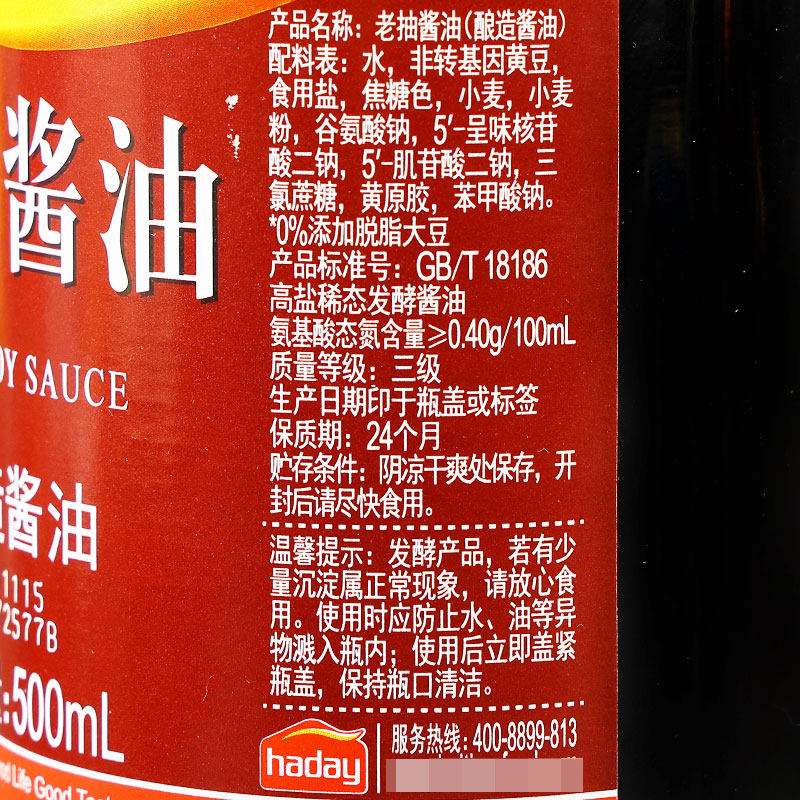 产品名称：老抽酱油(酿造酱油)
配料表：水，非转基因黄豆，
食用盐，焦糖色，小麦，小麦
粉，谷氨酸钠，5′-呈味核苷
酸二钠，5′-肌苷酸二钠，三
氯蔗糖，黄原胶，苯甲酸钠。
*0%添加脱脂大豆
产品标准号：GB/T 18186
高盐稀态发酵酱油
氨基酸态氮含量≥0.40g/100mL
质量等级：三级
生产日期印于瓶盖或标签
保质期：24个月
贮存条件：阴凉干爽处保存，开
封后请尽快食用。
温馨提示：发酵产品，若有少
量沉淀属正常现象，请放心食
用。使用时应防止水、油等异
物溅入瓶内；使用后立即盖紧
瓶盖，保持瓶口清洁。
haday
服务热线：400-8899-813
酱油
SAUCE
酱油
1115
2577B
500mL
Life Good